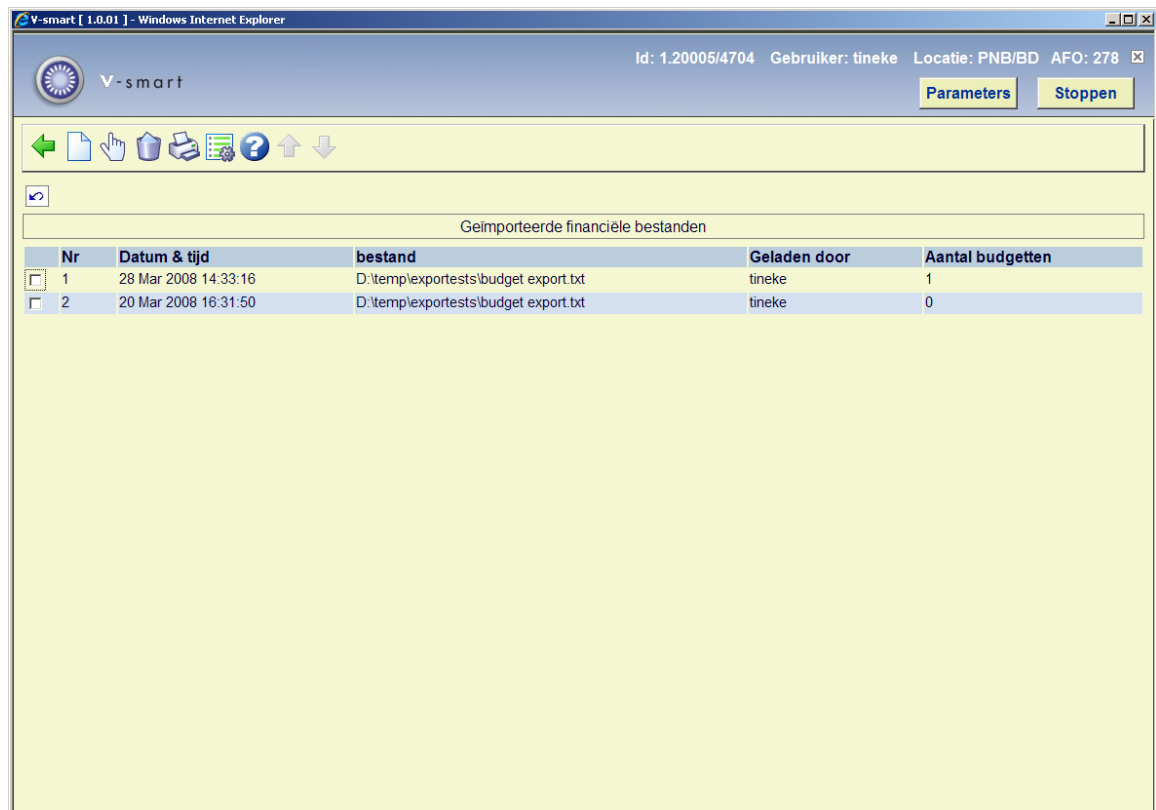 V-smart [ 1.0.01 ] - Windows Internet Explorer
Id: 1.20005/4704 Gebruiker: tineke Locatie: PNB/BD AFO: 278
V-smart
Parameters Stoppen
Geïmporteerde financiële bestanden
Nr Datum & tijd bestand Geladen door Aantal budgetten
1 28 Mar 2008 14:33:16 D:\temp\exportests\budget export.txt tineke 1
2 20 Mar 2008 16:31:50 D:\temp\exportests\budget export.txt tineke 0